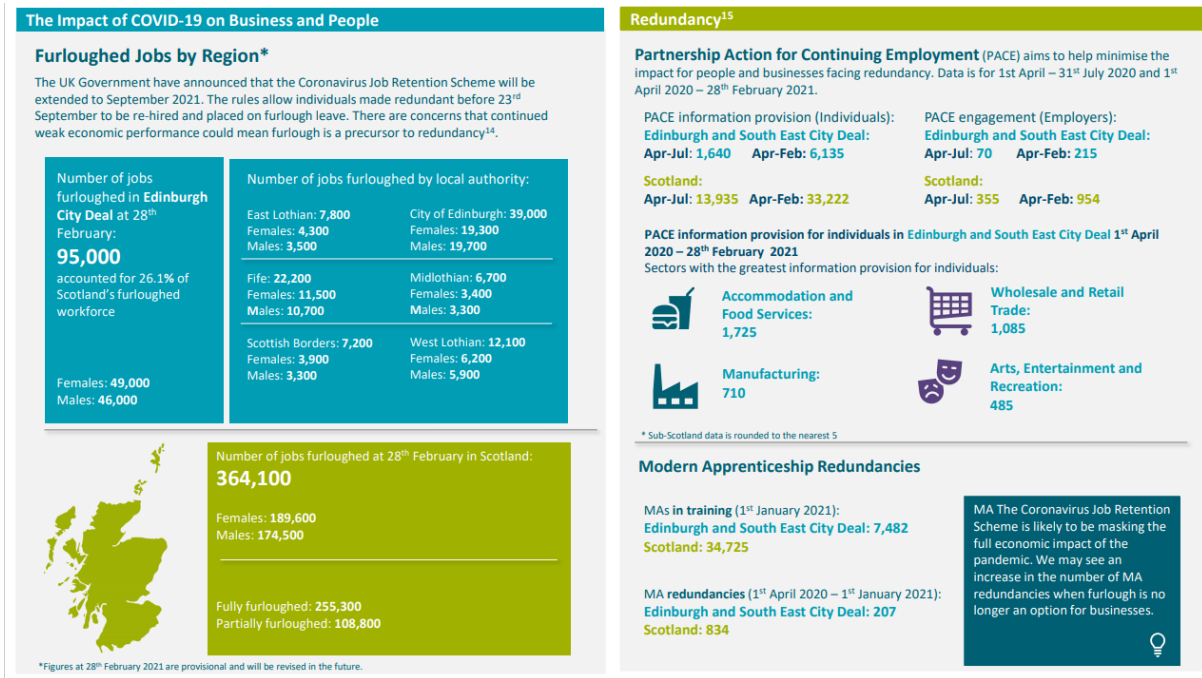 The Impact of COVID-19 on Business and People
Furloughed Jobs by Region*
The UK Government have announced that the Coronavirus Job Retention Scheme will be
extended to September 2021. The rules allow individuals made redundant before 23rd
September to be re-hired and placed on furlough leave. There are concerns that continued
weak economic performance could mean furlough is a precursor to redundancy14.
Number of jobs
furloughed in Edinburgh
City Deal at 28th
February:
95,000
accounted for 26.1% of
Scotland's furloughed
workforce
Females: 49,000
Males: 46,000
Number of jobs furloughed by local authority:
East Lothian: 7,800
Females: 4,300
Males: 3,500
City of Edinburgh: 39,000
Females: 19,300
Males: 19,700
Fife: 22,200
Females: 11,500
Males: 10,700
Midlothian: 6,700
Females: 3,400
Males: 3,300
Scottish Borders: 7,200
Females: 3,900
Males: 3,300
West Lothian: 12,100
Females: 6,200
Males: 5,900
Number of jobs furloughed at 28th February in Scotland:
364,100
Females: 189,600
Males: 174,500
Fully furloughed: 255,300
Partially furloughed: 108,800
*Figures at 28th February 2021 are provisional and will be revised in the future.
Redundancy15
Partnership Action for Continuing Employment (PACE) aims to help minimise the
impact for people and businesses facing redundancy. Data is for 1st April – 31st July 2020 and 1st
April 2020 – 28th February 2021.
PACE information provision (Individuals):
Edinburgh and South East City Deal:
Apr-Jul: 1,640 Apr-Feb: 6,135
Scotland:
Apr-Jul: 13,935 Apr-Feb: 33,222
PACE engagement (Employers):
Edinburgh and South East City Deal:
Apr-Jul: 70 Apr-Feb: 215
Scotland:
Apr-Jul: 355 Apr-Feb: 954
PACE information provision for individuals in Edinburgh and South East City Deal 1st April
2020 – 28th February 2021
Sectors with the greatest information provision for individuals:
Accommodation and
Food Services:
1,725
Wholesale and Retail
Trade:
1,085
Manufacturing:
710
Arts, Entertainment and
Recreation:
485
* Sub-Scotland data is rounded to the nearest 5
Modern Apprenticeship Redundancies
MAs in training (1st January 2021):
Edinburgh and South East City Deal: 7,482
Scotland: 34,725
MA redundancies (1st April 2020 – 1st January 2021):
Edinburgh and South East City Deal: 207
Scotland: 834
MA The Coronavirus Job Retention
Scheme is likely to be masking the
full economic impact of the
pandemic. We may see an
increase in the number of MA
redundancies when furlough is no
longer an option for businesses.